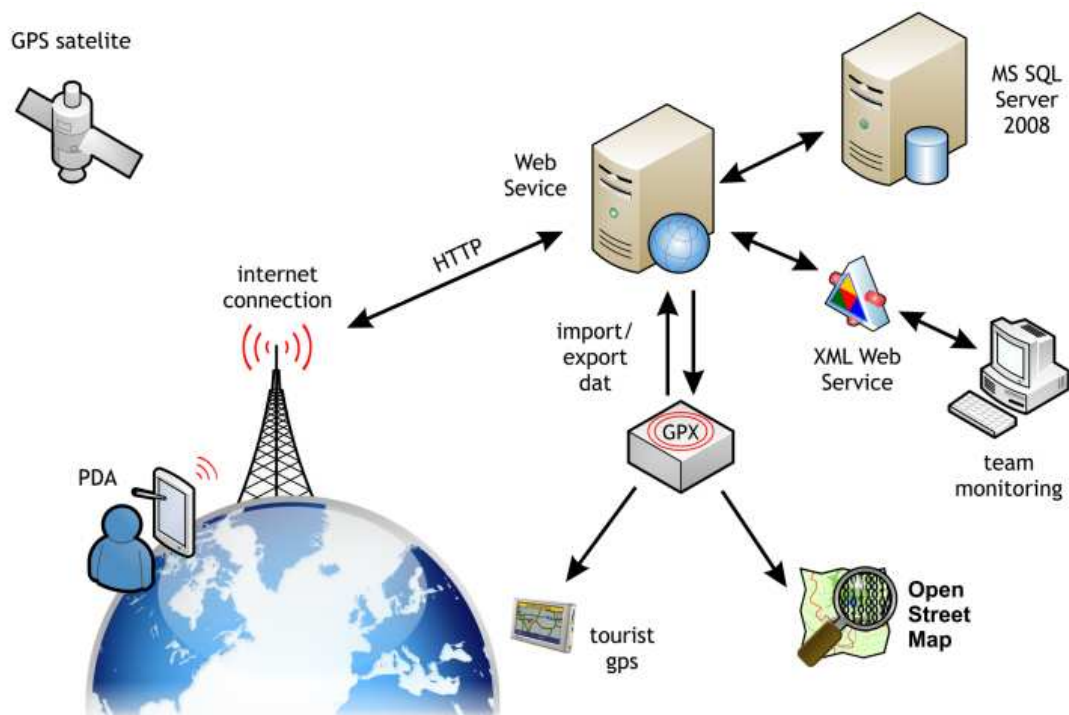 GPS satelite
MS SQL
Server
2008
Web
Sevice
HTTP
internet
connection
import/
export
dat
XML Web
Service
GPX
team
monitoring
PDA
tourist
gps
Open
Street
Map